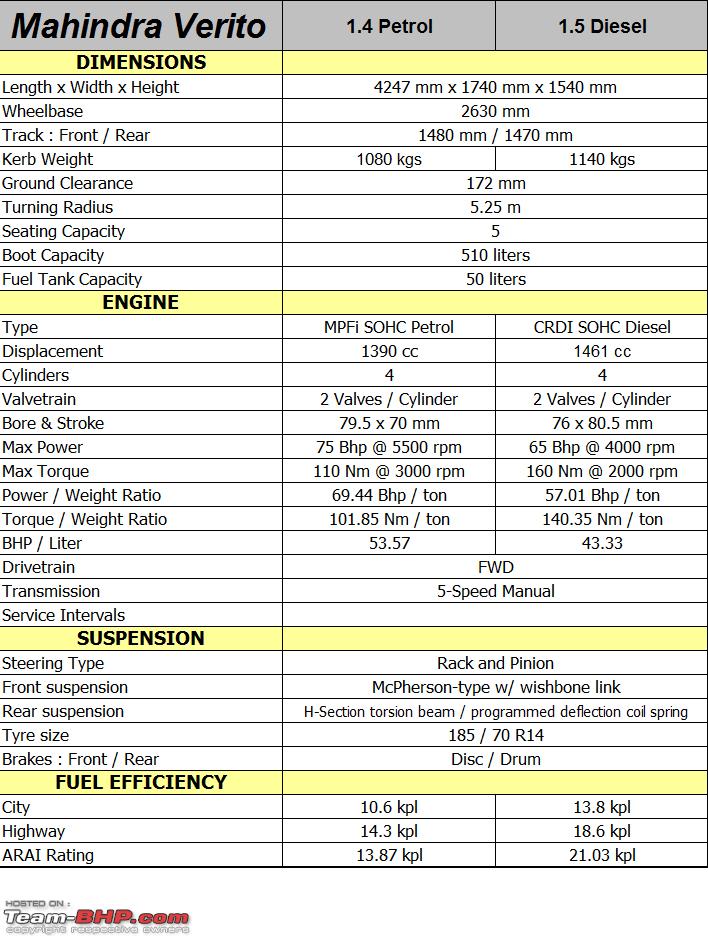 Mahindra Verito 1.4 Petrol 1.5 Diesel
DIMENSIONS
Length x Width x Height 4247 mm x 1740 mm x 1540 mm
Wheelbase 2630 mm
Track : Front / Rear 1480 mm / 1470 mm
Kerb Weight 1080 kgs 1140 kgs
Ground Clearance 172 mm
Turning Radius 5.25 m
Seating Capacity 5
Boot Capacity 510 liters
Fuel Tank Capacity 50 liters
ENGINE
Type MPFi SOHC Petrol CRDI SOHC Diesel
Displacement 1390 cc 1461 cc
Cylinders 4 4
Valvetrain 2 Valves / Cylinder 2 Valves / Cylinder
Bore & Stroke 79.5 x 70 mm 76 x 80.5 mm
Max Power 75 Bhp @ 5500 rpm 65 Bhp @ 4000 rpm
Max Torque 110 Nm @ 3000 rpm 160 Nm @ 2000 rpm
Power / Weight Ratio 69.44 Bhp / ton 57.01 Bhp / ton
Torque / Weight Ratio 101.85 Nm / ton 140.35 Nm / ton
BHP / Liter 53.57 43.33
Drivetrain FWD
Transmission 5-Speed Manual
Service Intervals
SUSPENSION
Steering Type Rack and Pinion
Front suspension McPherson-type w/ wishbone link
Rear suspension H-Section torsion beam / programmed deflection coil spring
Tyre size 185 / 70 R14
Brakes : Front / Rear Disc / Drum
FUEL EFFICIENCY
City 10.6 kpl 13.8 kpl
Highway 14.3 kpl 18.6 kpl
ARAI Rating 13.87 kpl 21.03 kpl
HOSTED ON :
Team-BHP.com
copyright respective owners